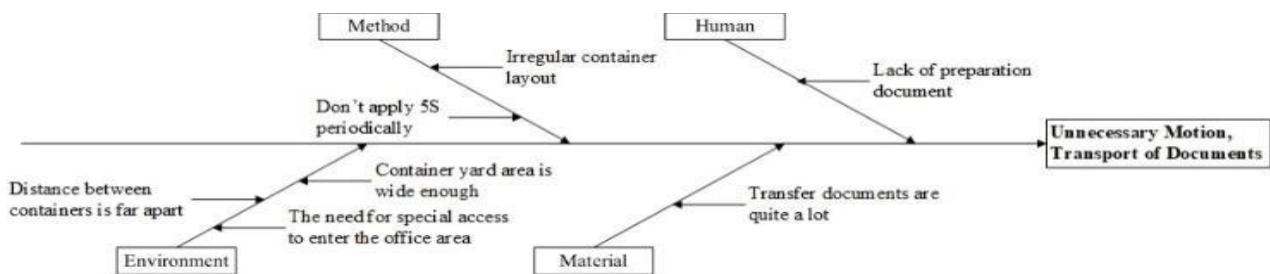 Method
Human
Irregular container
layout
Lack of preparation
document
Don't apply 5S
periodically
Unnecessary Motion,
Transport of Documents
Container yard area is
wide enough
Distance between
containers is far apart
Transfer documents are
quite a lot
The need for special access
to enter the office area
Environment
Material